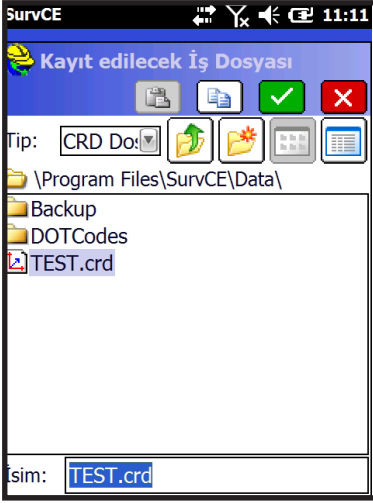 SurvCE 11:11
Kayıt edilecek İş Dosyası
Tip: CRD Dos
\Program Files\SurvCE\Data\
Backup
DOTCodes
TEST.crd
İsim: TEST.crd